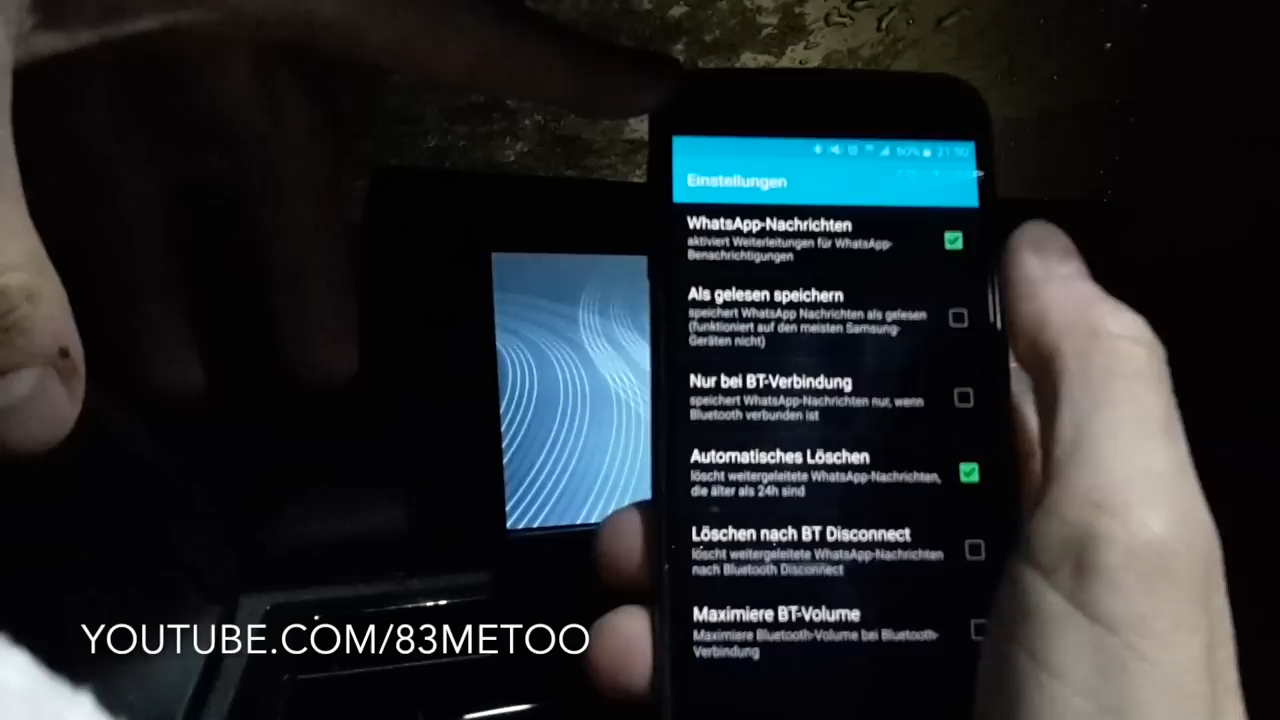 60% 21:50
Einstellungen
WhatsApp-Nachrichten
aktiviert Weiterleitungen für WhatsApp-
Benachrichtigungen
Als gelesen speichern
speichert WhatsApp Nachrichten als gelesen
(funktioniert auf den meisten Samsung-
Geräten nicht)
Nur bei BT-Verbindung
speichert WhatsApp-Nachrichten nur, wenn
Bluetooth verbunden ist
Automatisches Löschen
löscht weitergeleitete WhatsApp-Nachrichten,
die älter als 24h sind
Löschen nach BT Disconnect
löscht weitergeleitete WhatsApp-Nachrichten
nach Bluetooth Disconnect
Maximiere BT-Volume
Maximiere Bluetooth-Volume bei Bluetooth-
Verbindung
YOUTUBE.COM/83METOO